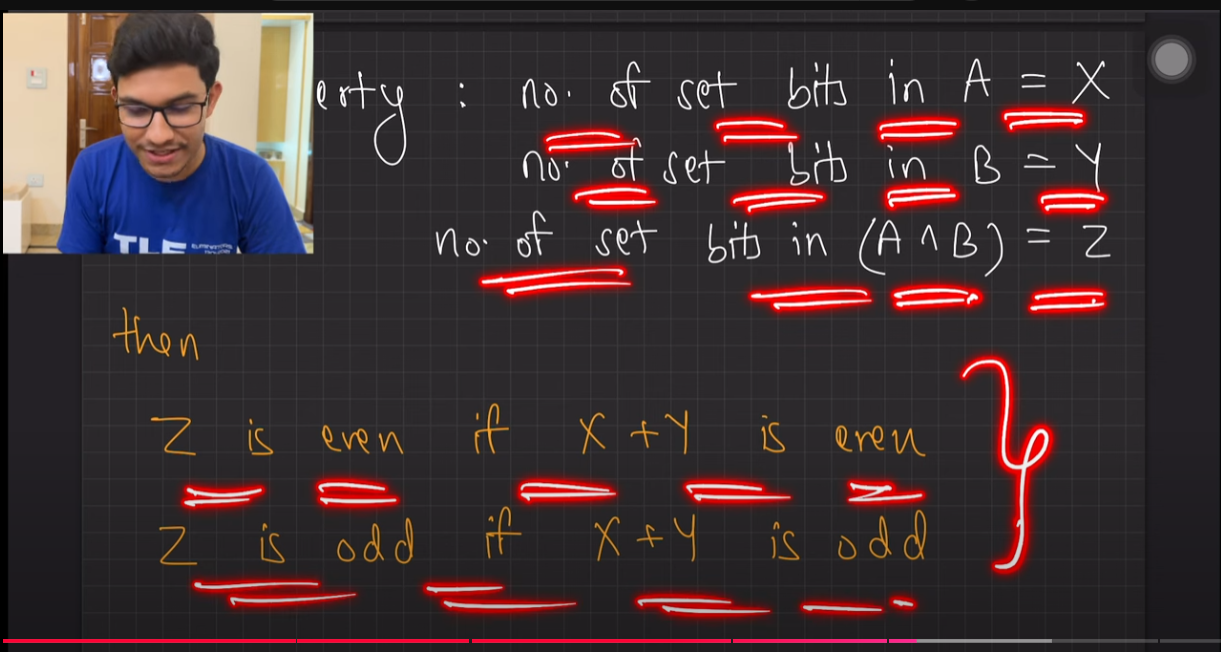 erty : no. of set bits in A = X
no. of set bits in B = Y
no. of set bits in (A ^ B) = Z
then
Z is even if X + Y is even
Z is odd if X + Y is odd
TLE